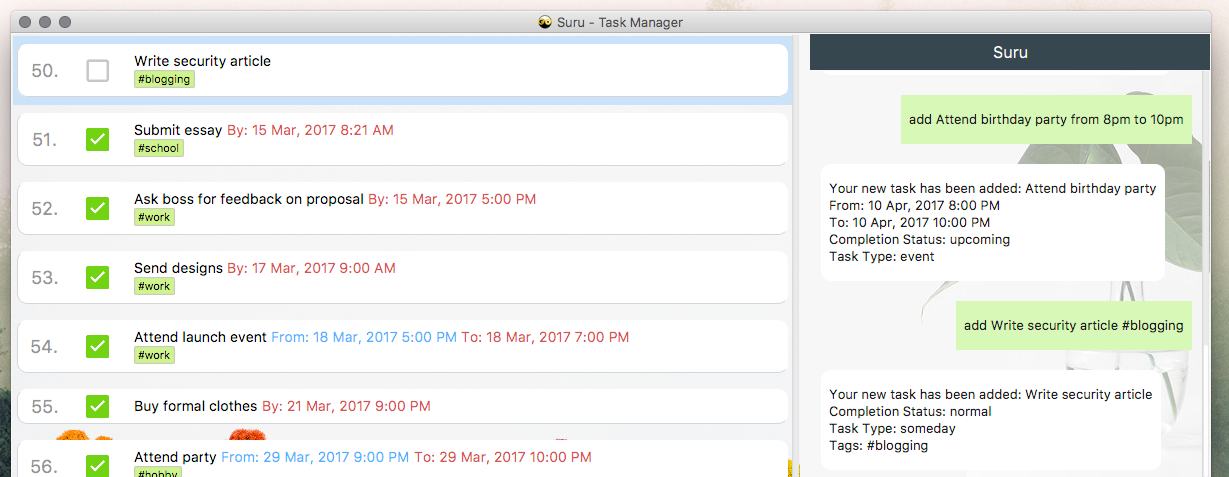 Suru - Task Manager
50.
Write security article
#blogging
51.
Submit essay By: 15 Mar, 2017 8:21 AM
#school
52.
Ask boss for feedback on proposal By: 15 Mar, 2017 5:00 PM
#work
53.
Send designs By: 17 Mar, 2017 9:00 AM
#work
54.
Attend launch event From: 18 Mar, 2017 5:00 PM To: 18 Mar, 2017 7:00 PM
#work
55.
Buy formal clothes By: 21 Mar, 2017 9:00 PM
56.
Attend party From: 29 Mar, 2017 9:00 PM To: 29 Mar, 2017 10:00 PM
#hobby
Suru
add Attend birthday party from 8pm to 10pm
Your new task has been added: Attend birthday party
From: 10 Apr, 2017 8:00 PM
To: 10 Apr, 2017 10:00 PM
Completion Status: upcoming
Task Type: event
add Write security article #blogging
Your new task has been added: Write security article
Completion Status: normal
Task Type: someday
Tags: #blogging